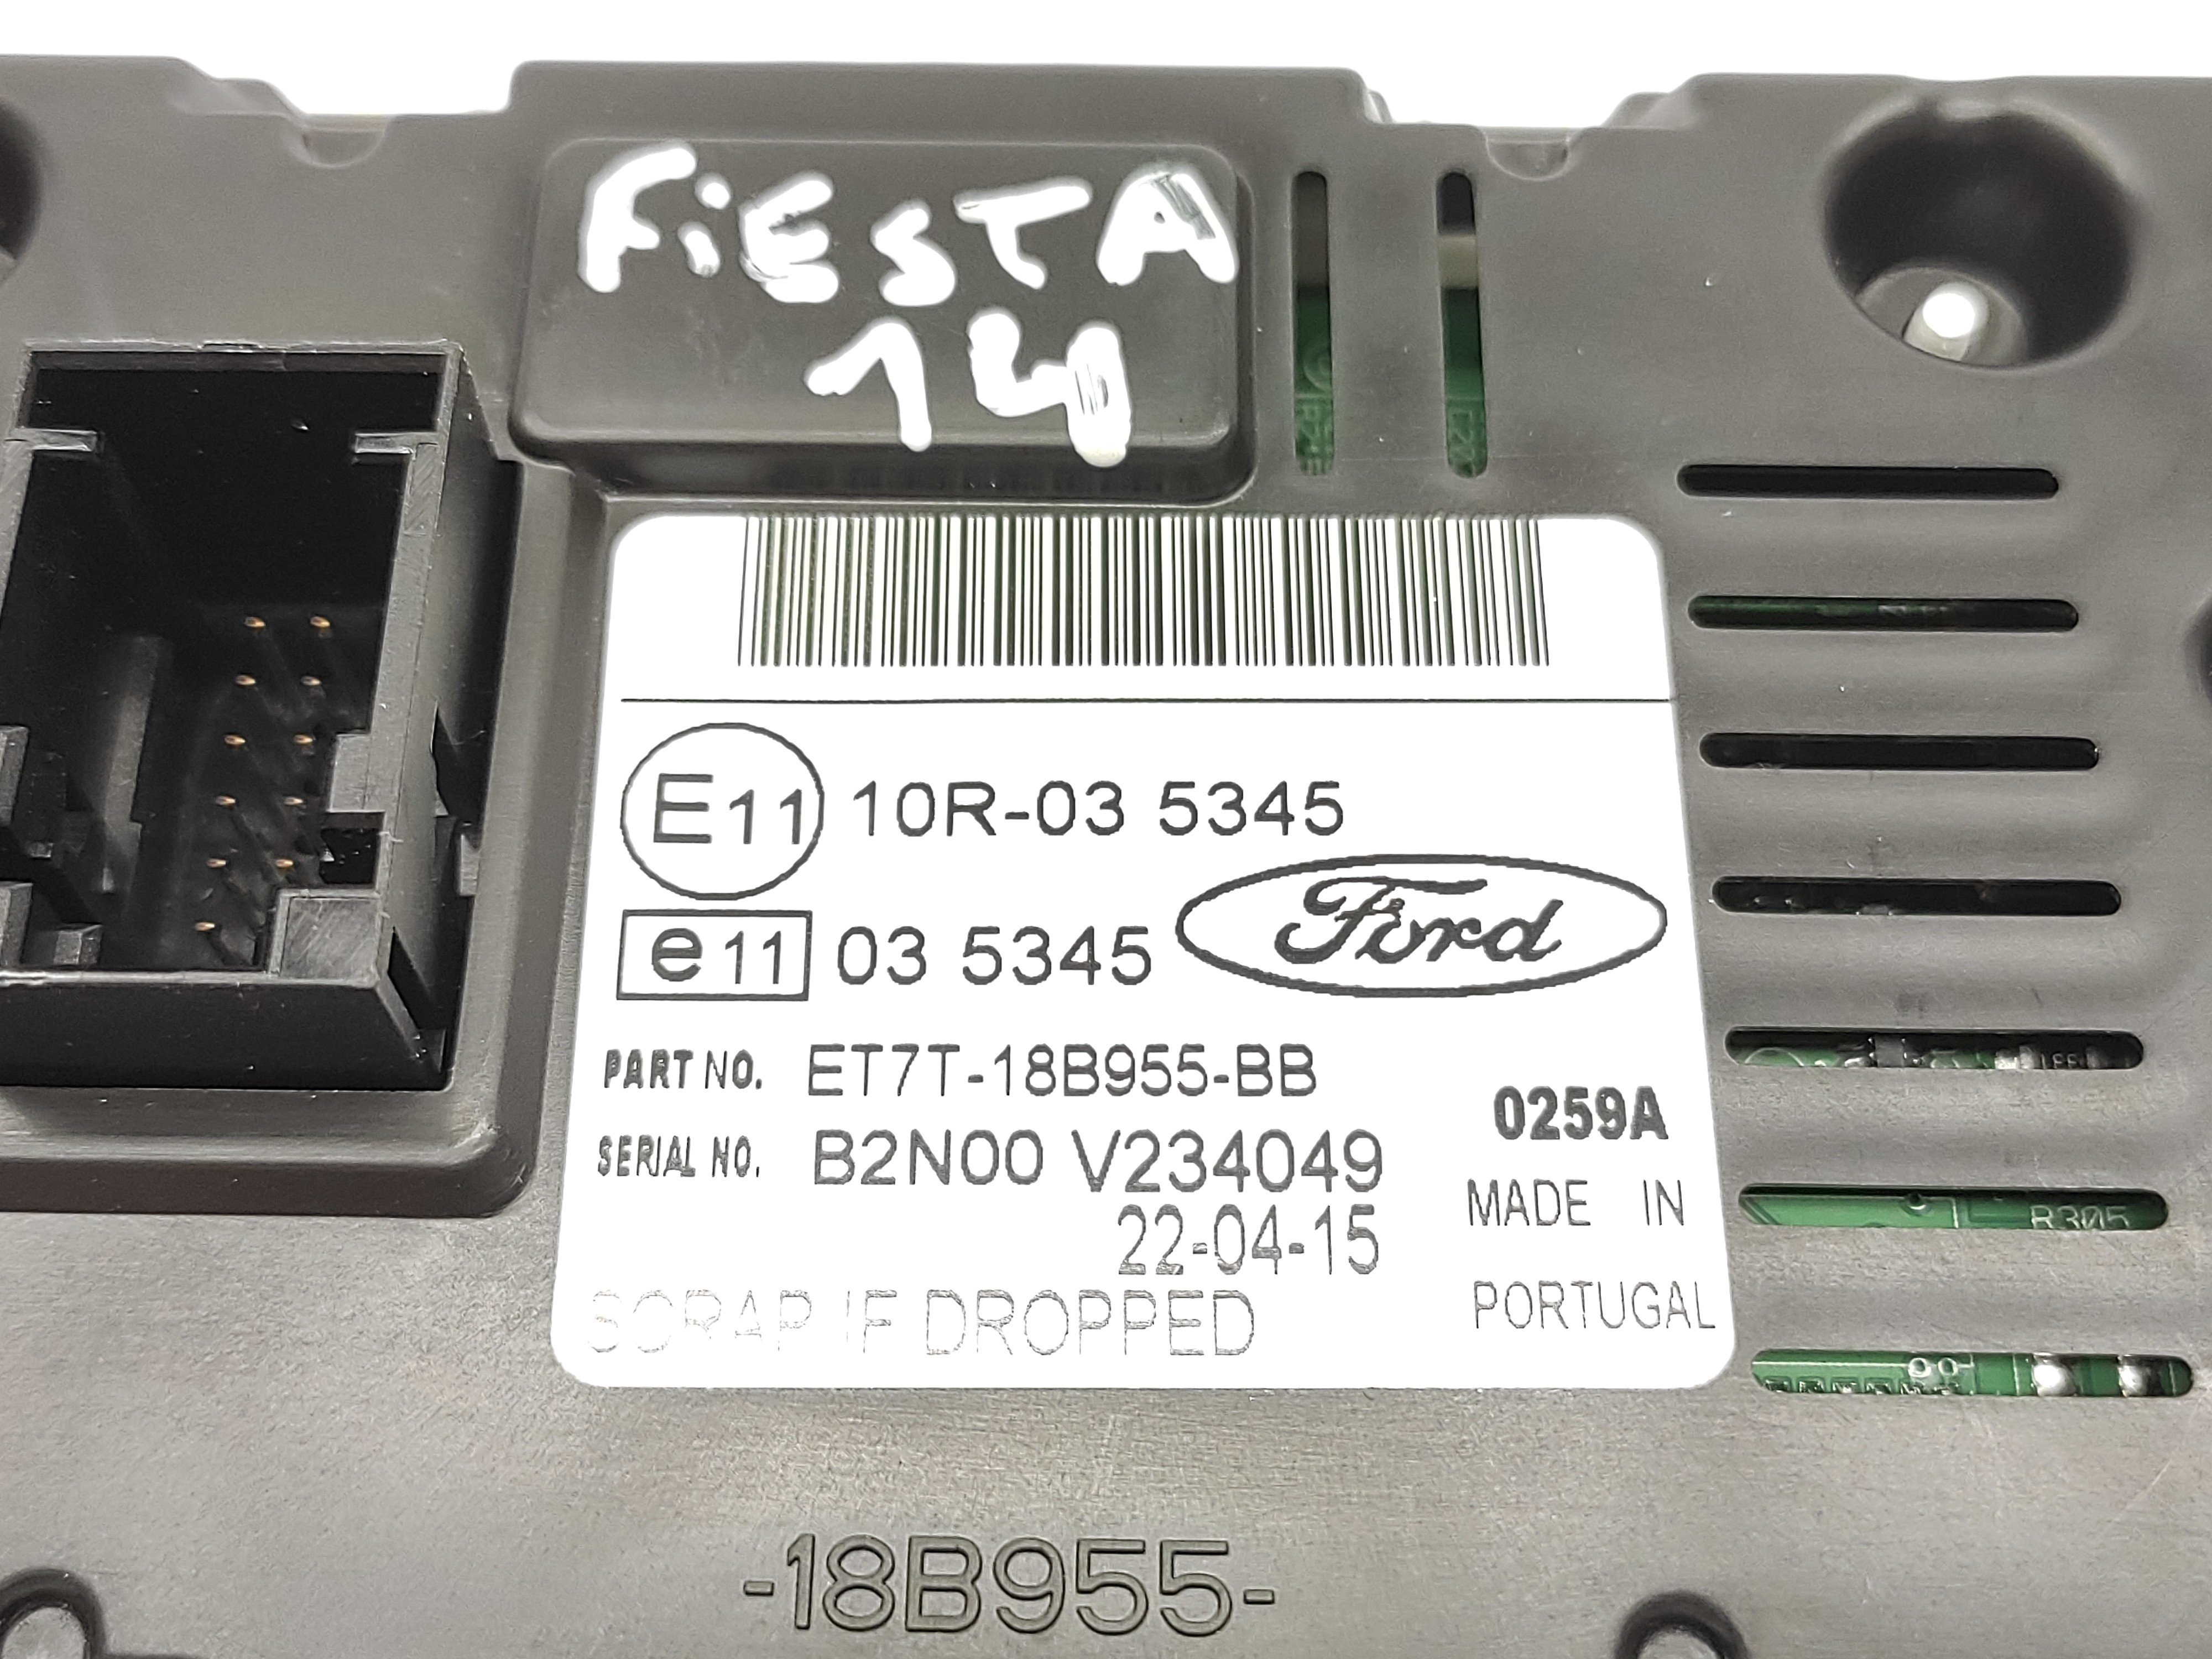 FiESTA
14
E11 10R-03 5345
e11 03 5345
Ford
PART NO. ET7T-18B955-BB
0259A
SERIAL NO. B2N00 V234049
MADE IN
22-04-15
PORTUGAL
SCRAP IF DROPPED
R305
-18B955-